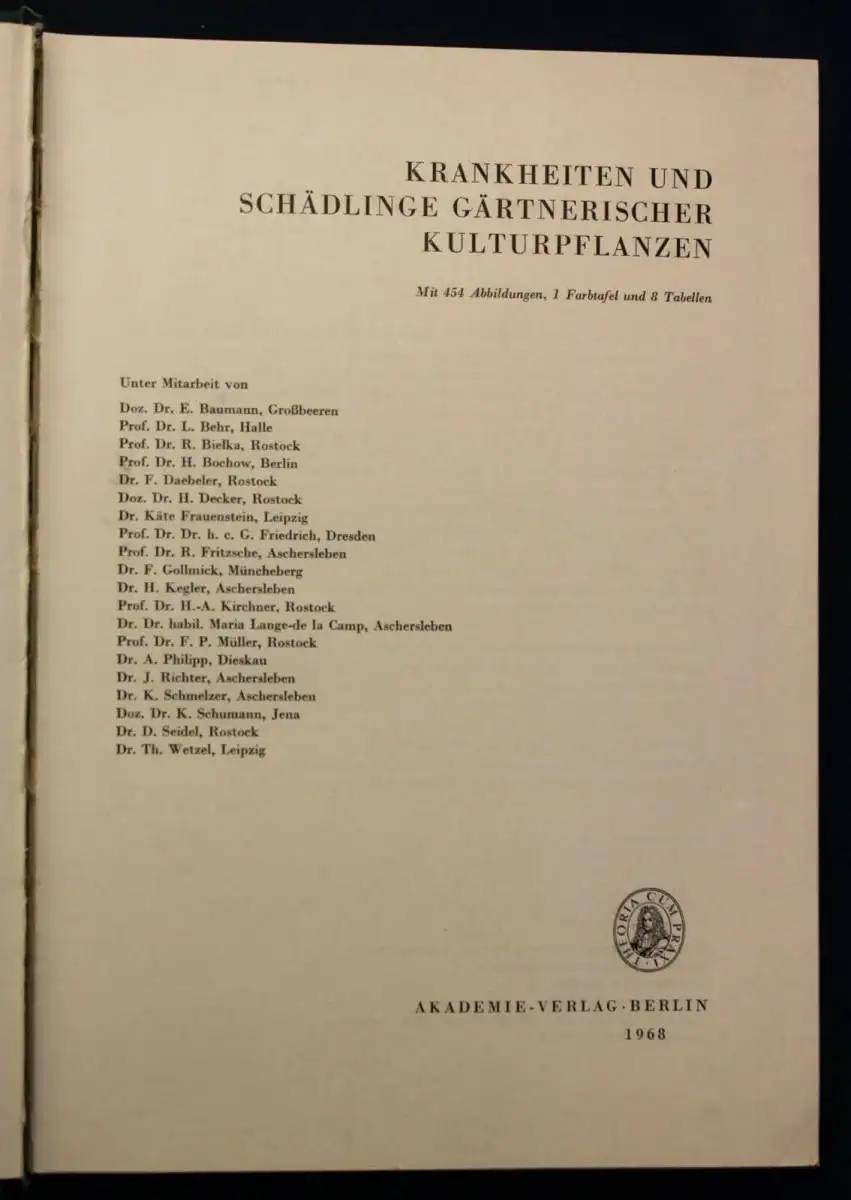 KRANKHEITEN UND
SCHÄDLINGE GÄRTNERISCHER
KULTURPFLANZEN
Mit 454 Abbildungen, 1 Farbtafel und 8 Tabellen
Unter Mitarbeit von
Doz. Dr. E. Baumann, Großbeeren
Prof. Dr. L. Behr, Halle
Prof. Dr. R. Bielka, Rostock
Prof. Dr. H. Bochow, Berlin
Dr. F. Daebeler, Rostock
Doz. Dr. H. Decker, Rostock
Dr. Käte Frauenstein, Leipzig
Prof. Dr. Dr. h. c. G. Friedrich, Dresden
Prof. Dr. R. Fritzsche, Aschersleben
Dr. F. Gollmick, Müncheberg
Dr. H. Kegler, Aschersleben
Prof. Dr. H.-A. Kirchner, Rostock
Dr. Dr. habil. Maria Lange-de la Camp, Aschersleben
Prof. Dr. F. P. Müller, Rostock
Dr. A. Philipp, Dieskau
Dr. J. Richter, Aschersleben
Dr. K. Schmelzer, Aschersleben
Doz. Dr. K. Schumann, Jena
Dr. D. Seidel, Rostock
Dr. Th. Wetzel, Leipzig
THEORIA CUM PRAXI
AKADEMIE-VERLAG·BERLIN
1968